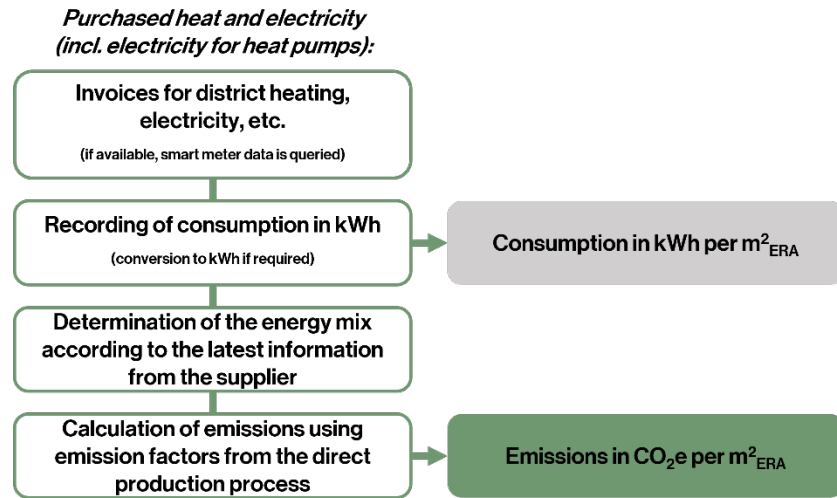 Purchased heat and electricity
(incl. electricity for heat pumps):
Invoices for district heating,
electricity, etc.
(if available, smart meter data is queried)
Recording of consumption in kWh
(conversion to kWh if required)
Consumption in kWh per m²ERA
Determination of the energy mix
according to the latest information
from the supplier
Calculation of emissions using
emission factors from the direct
production process
Emissions in CO₂e per m²ERA